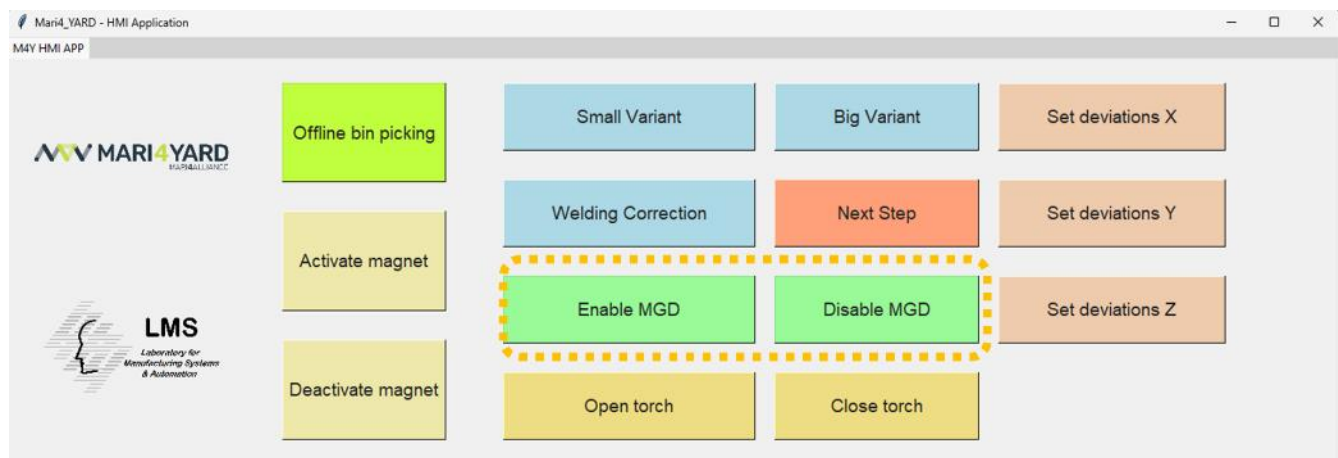 Mari4_YARD - HMI Application
M4Y HMI APP
MARI4YARD
MARI4ALLIANCE
LMS
Laboratory for
Manufacturing Systems
& Automation
Offline bin picking
Activate magnet
Deactivate magnet
Small Variant
Big Variant
Set deviations X
Welding Correction
Next Step
Set deviations Y
Enable MGD
Disable MGD
Set deviations Z
Open torch
Close torch